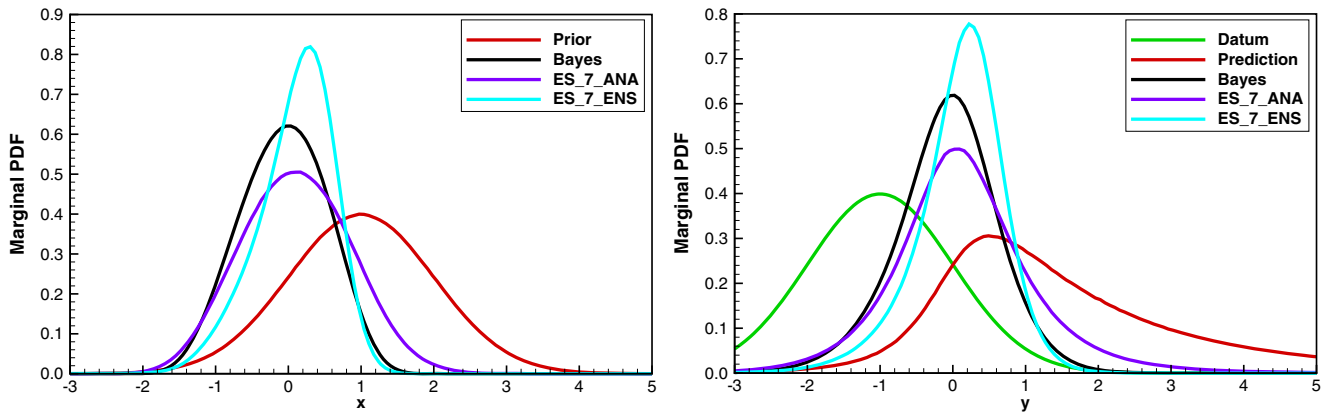 Marginal PDF
0.9
0.8
0.7
0.6
0.5
0.4
0.3
0.2
0.1
0.0
-3 -2 -1 0 1 2 3 4 5
x
Prior
Bayes
ES_7_ANA
ES_7_ENS
Marginal PDF
0.8
0.7
0.6
0.5
0.4
0.3
0.2
0.1
0.0
-3 -2 -1 0 1 2 3 4 5
y
Datum
Prediction
Bayes
ES_7_ANA
ES_7_ENS